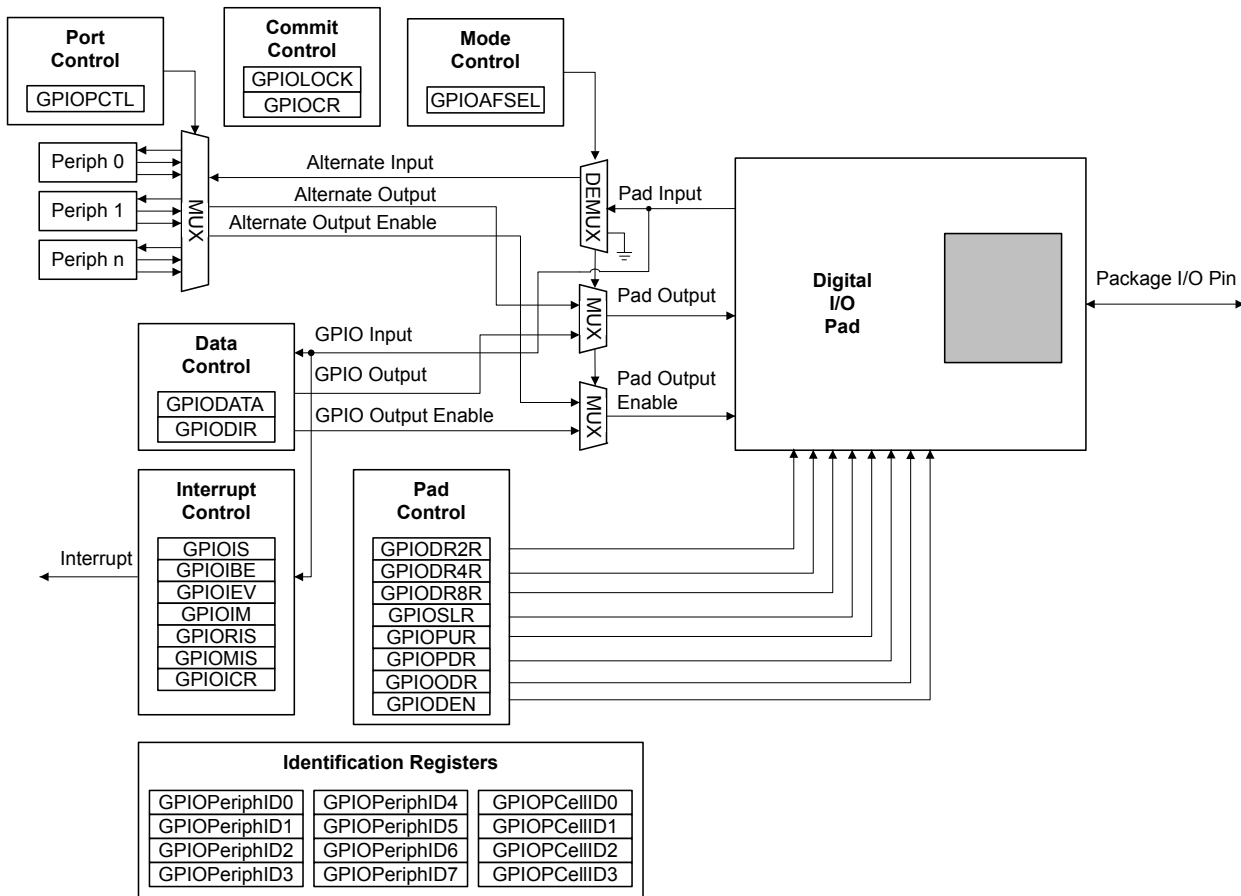 Port
Control
GPIOPCTL
Commit
Control
GPIOLOCK
GPIOCR
Mode
Control
GPIOAFSEL
Periph 0
Periph 1
Periph n
MUX
Alternate Input
Alternate Output
Alternate Output Enable
DEMUX
Pad Input
MUX
Pad Output
MUX
Pad Output
Enable
Digital
I/O
Pad
Package I/O Pin
Data
Control
GPIODATA
GPIODIR
GPIO Input
GPIO Output
GPIO Output Enable
Interrupt
Control
GPIOIS
GPIOIBE
GPIOIEV
GPIOIM
GPIORIS
GPIOMIS
GPIOICR
Interrupt
Pad
Control
GPIODR2R
GPIODR4R
GPIODR8R
GPIOSLR
GPIOPUR
GPIOPDR
GPIOODR
GPIODEN
Identification Registers
GPIOPeriphID0
GPIOPeriphID1
GPIOPeriphID2
GPIOPeriphID3
GPIOPeriphID4
GPIOPeriphID5
GPIOPeriphID6
GPIOPeriphID7
GPIOPCellID0
GPIOPCellID1
GPIOPCellID2
GPIOPCellID3